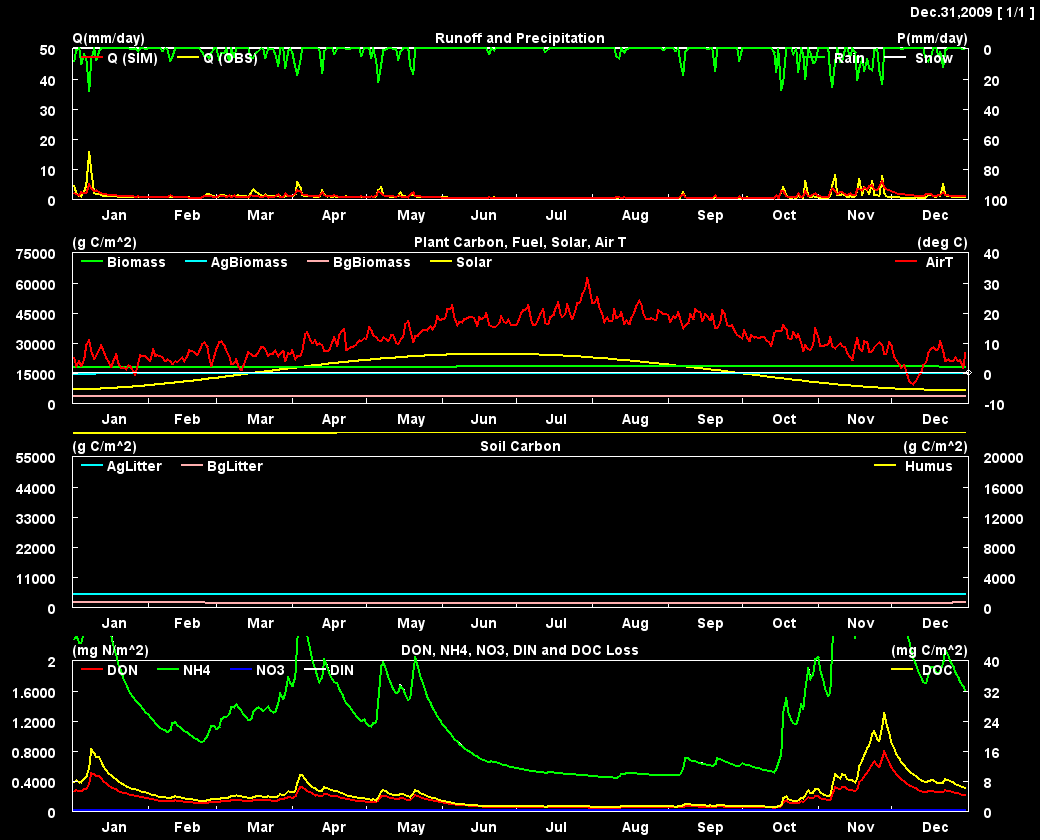 Dec.31,2009 [ 1/1 ]
Q(mm/day) Runoff and Precipitation P(mm/day)
50 Q (SIM) Q (OBS) Rain Snow 0
40 20
30 40
20 60
10 80
0 100
Jan Feb Mar Apr May Jun Jul Aug Sep Oct Nov Dec
(g C/m^2) Plant Carbon, Fuel, Solar, Air T (deg C)
75000 40
Biomass AgBiomass BgBiomass Solar AirT
60000 30
45000 20
30000 10
15000 0
0 -10
Jan Feb Mar Apr May Jun Jul Aug Sep Oct Nov Dec
(g C/m^2) Soil Carbon (g C/m^2)
55000 20000
AgLitter BgLitter Humus
44000 16000
33000 12000
22000 8000
11000 4000
0 0
Jan Feb Mar Apr May Jun Jul Aug Sep Oct Nov Dec
(mg N/m^2) DON, NH4, NO3, DIN and DOC Loss (mg C/m^2)
2 40
DON NH4 NO3 DIN DOC
1.6000 32
1.2000 24
0.8000 16
0.4000 8
0 0
Jan Feb Mar Apr May Jun Jul Aug Sep Oct Nov Dec